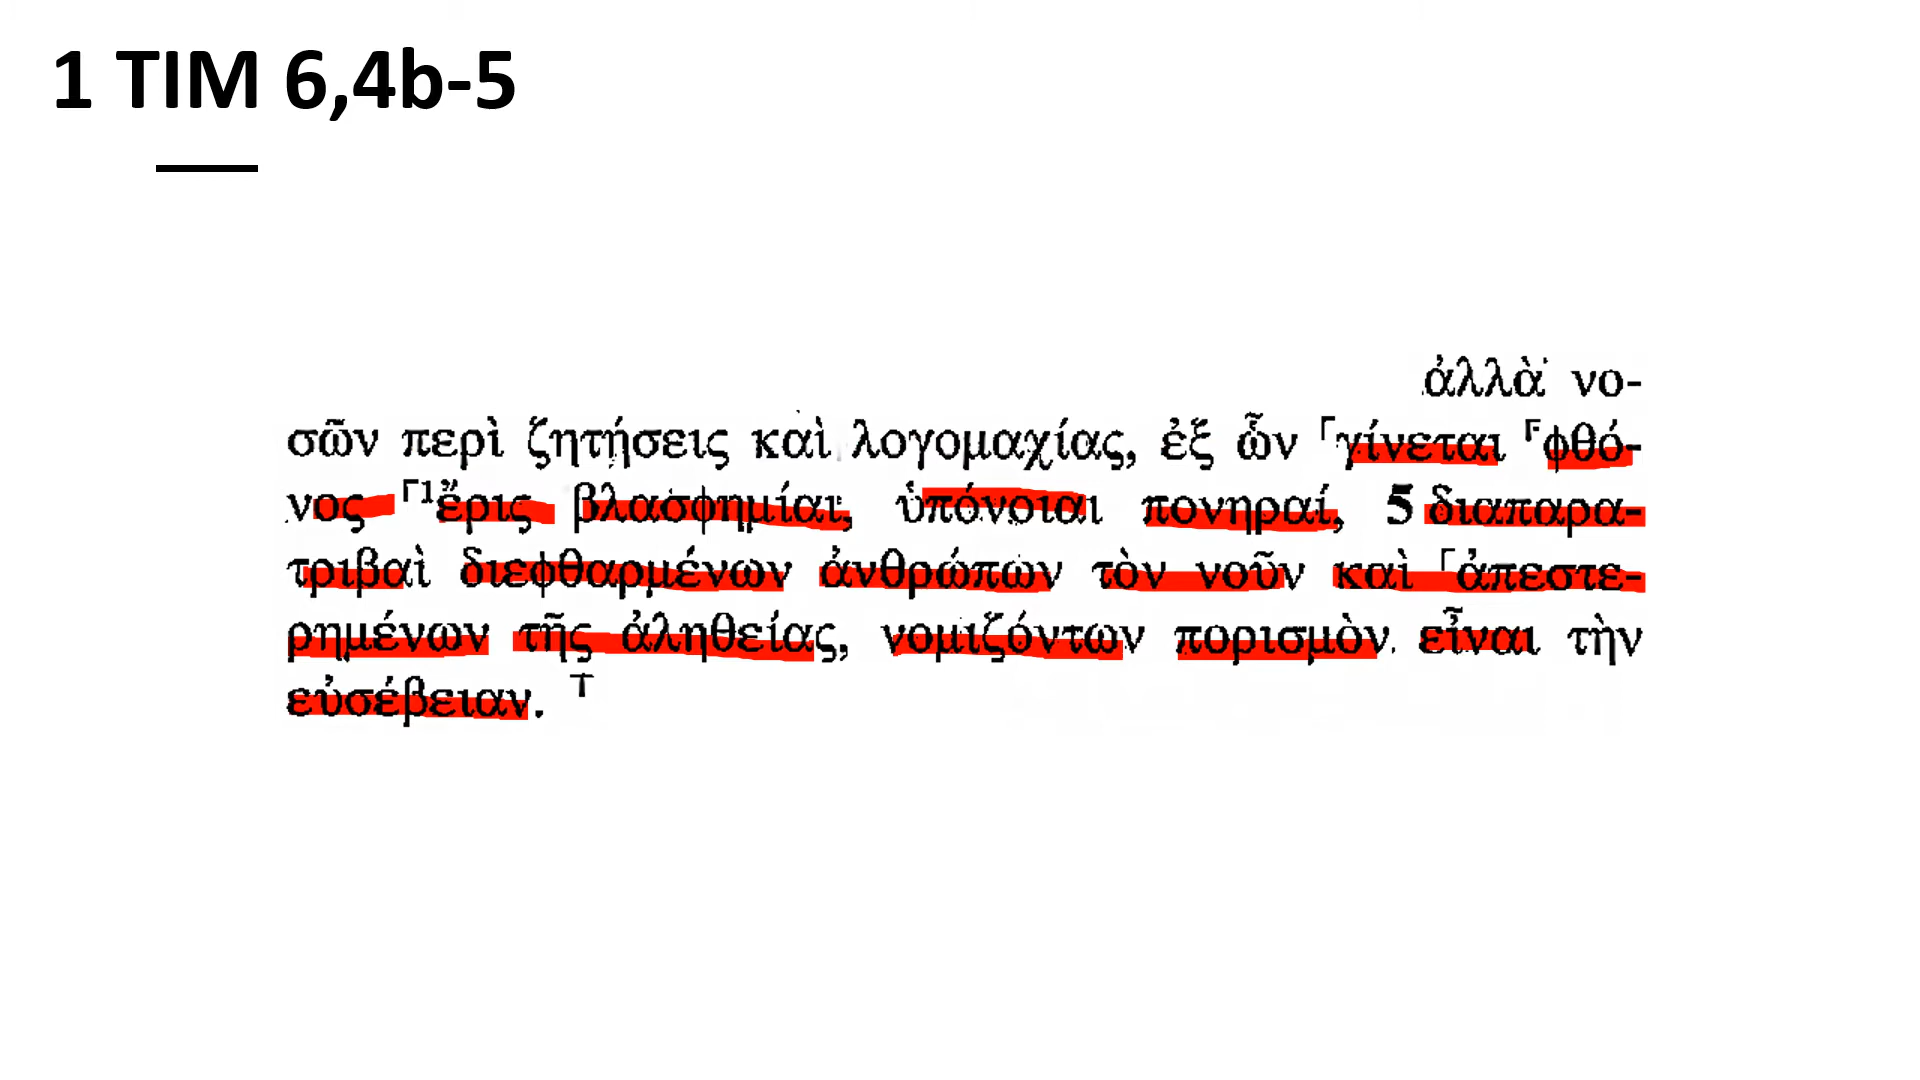 1 TIM 6,4b-5
ἀλλὰ νο-
σῶν περὶ ζητήσεις καὶ λογομαχίας, ἐξ ὧν ⸀γίνεται ⸁φθό-
νος ⸀1ἔρις βλασφημίαι, ὑπόνοιαι πονηραί, 5 διαπαρα-
τριβαὶ διεφθαρμένων ἀνθρώπων τὸν νοῦν καὶ ⸀ἀπεστε-
ρημένων τῆς ἀληθείας, νομιζόντων πορισμὸν εἶναι τὴν
εὐσέβειαν. ⸆